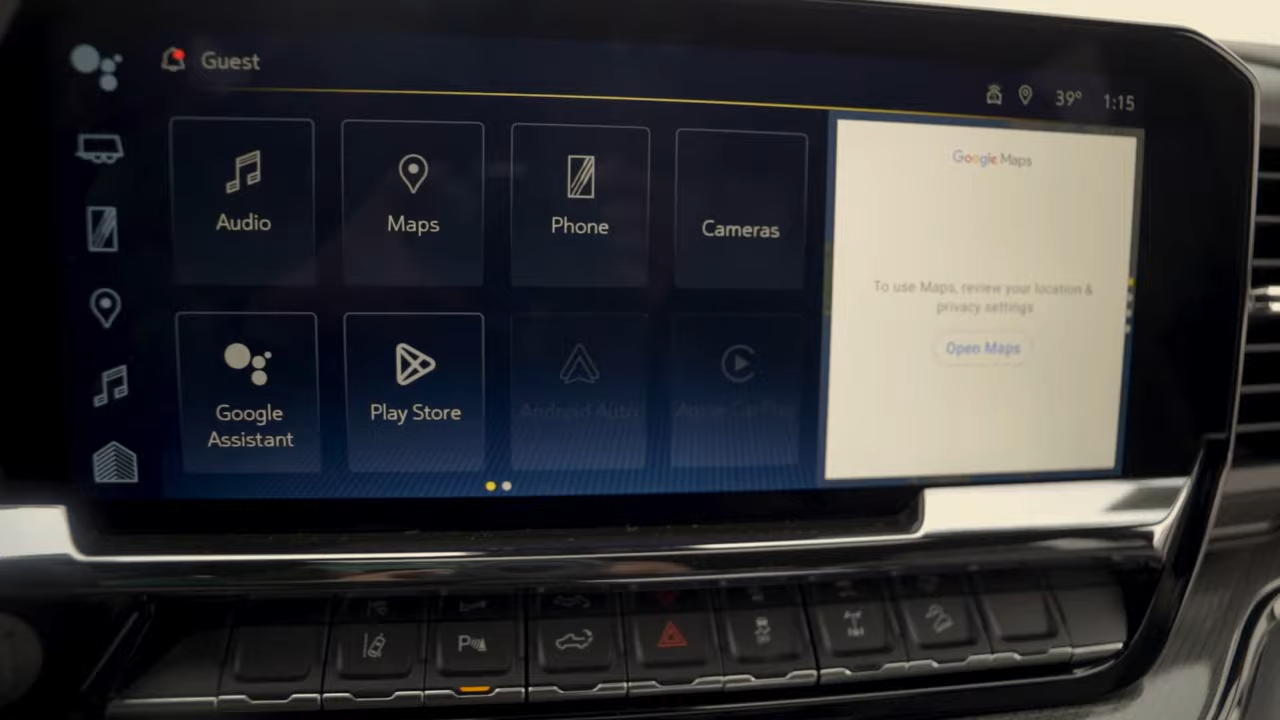 Guest
39° 1:15
Audio
Maps
Phone
Cameras
Google
Assistant
Play Store
Android Auto
Apple CarPlay
Google Maps
To use Maps, review your location &
privacy settings
Open Maps
P